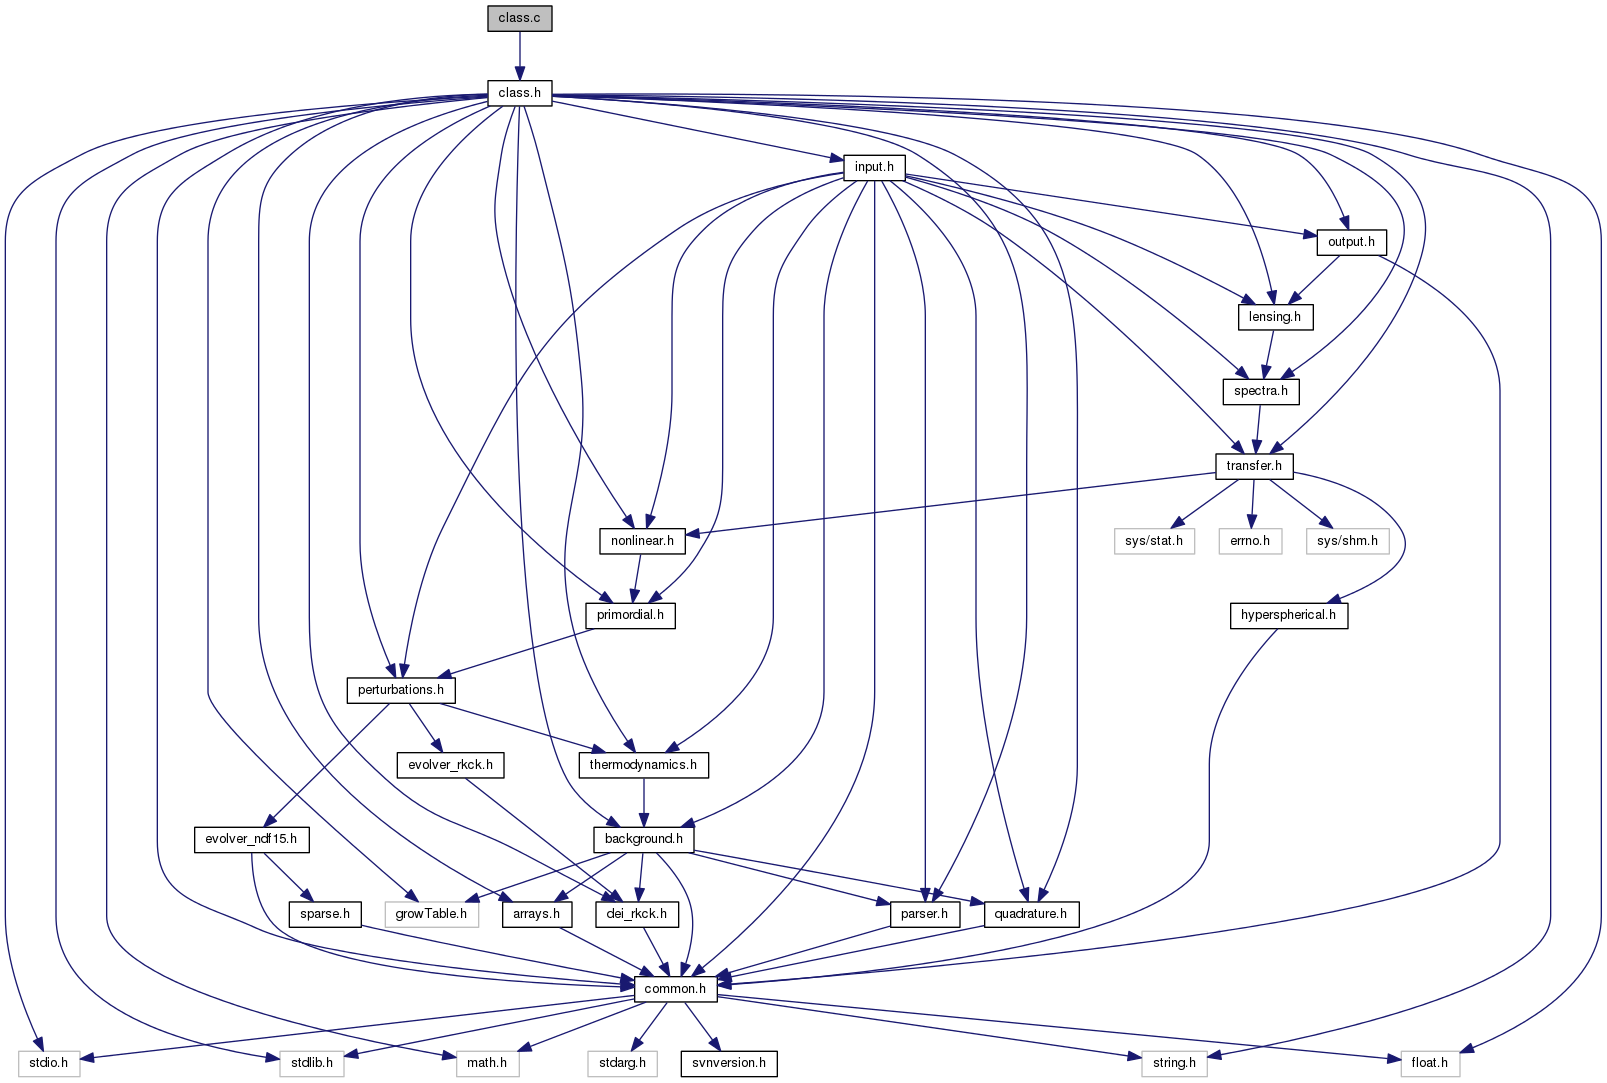 class.c
class.h
input.h
output.h
lensing.h
spectra.h
transfer.h
nonlinear.h
sys/stat.h
errno.h
sys/shm.h
primordial.h
hyperspherical.h
perturbations.h
evolver_rkck.h
thermodynamics.h
evolver_ndf15.h
background.h
sparse.h
growTable.h
arrays.h
dei_rkck.h
parser.h
quadrature.h
common.h
stdio.h
stdlib.h
math.h
stdarg.h
svnversion.h
string.h
float.h